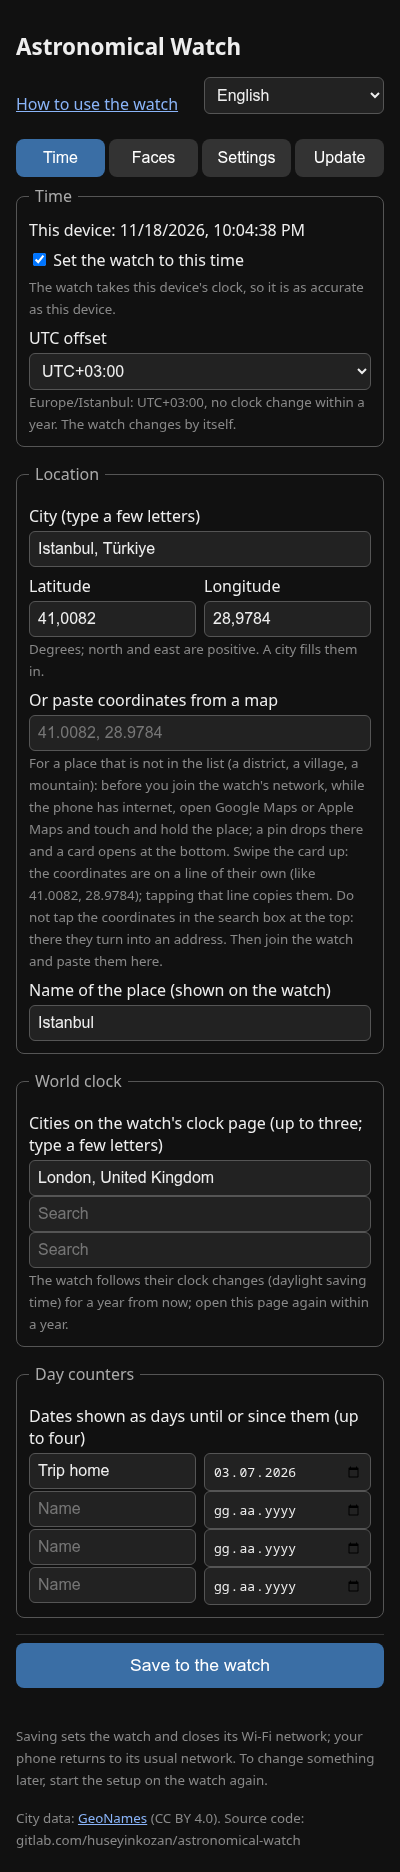 Astronomical Watch
How to use the watch
English
Time
Faces
Settings
Update
Time
This device: 11/18/2026, 10:04:38 PM
Set the watch to this time
The watch takes this device's clock, so it is as accurate
as this device.
UTC offset
UTC+03:00
Europe/Istanbul: UTC+03:00, no clock change within a
year. The watch changes by itself.
Location
City (type a few letters)
Istanbul, Türkiye
Latitude
Longitude
41,0082
28,9784
Degrees; north and east are positive. A city fills them
in.
Or paste coordinates from a map
41.0082, 28.9784
For a place that is not in the list (a district, a village, a
mountain): before you join the watch's network, while
the phone has internet, open Google Maps or Apple
Maps and touch and hold the place; a pin drops there
and a card opens at the bottom. Swipe the card up:
the coordinates are on a line of their own (like
41.0082, 28.9784); tapping that line copies them. Do
not tap the coordinates in the search box at the top:
there they turn into an address. Then join the watch
and paste them here.
Name of the place (shown on the watch)
Istanbul
World clock
Cities on the watch's clock page (up to three;
type a few letters)
London, United Kingdom
Search
Search
The watch follows their clock changes (daylight saving
time) for a year from now; open this page again within
a year.
Day counters
Dates shown as days until or since them (up
to four)
Trip home
03.07.2026
Name
gg.aa.yyyy
Name
gg.aa.yyyy
Name
gg.aa.yyyy
Save to the watch
Saving sets the watch and closes its Wi-Fi network; your
phone returns to its usual network. To change something
later, start the setup on the watch again.
City data: GeoNames (CC BY 4.0). Source code:
gitlab.com/huseyinkozan/astronomical-watch